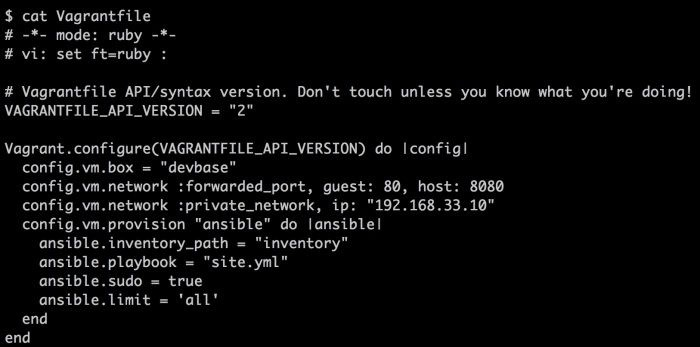 $ cat Vagrantfile
# -*- mode: ruby -*-
# vi: set ft=ruby :

# Vagrantfile API/syntax version. Don't touch unless you know what you're doing!
VAGRANTFILE_API_VERSION = "2"

Vagrant.configure(VAGRANTFILE_API_VERSION) do |config|
  config.vm.box = "devbase"
  config.vm.network :forwarded_port, guest: 80, host: 8080
  config.vm.network :private_network, ip: "192.168.33.10"
  config.vm.provision "ansible" do |ansible|
    ansible.inventory_path = "inventory"
    ansible.playbook = "site.yml"
    ansible.sudo = true
    ansible.limit = 'all'
  end
end